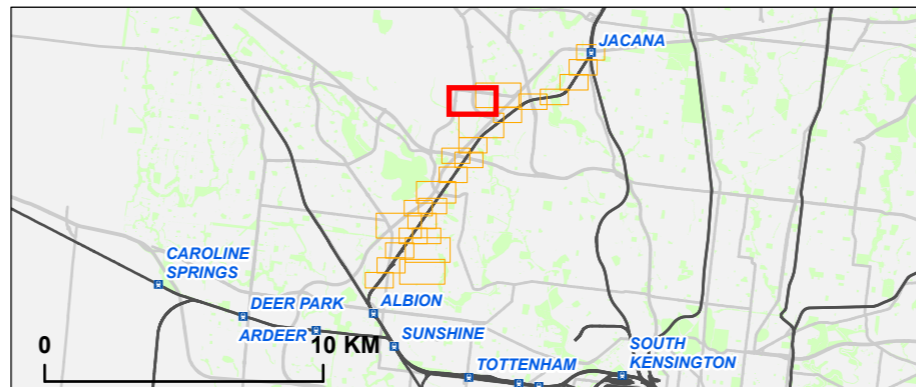 JACANA
CAROLINE
SPRINGS
DEER PARK
ALBION
ARDEER
SUNSHINE
0
10 KM
SOUTH
KENSINGTON
TOTTENHAM